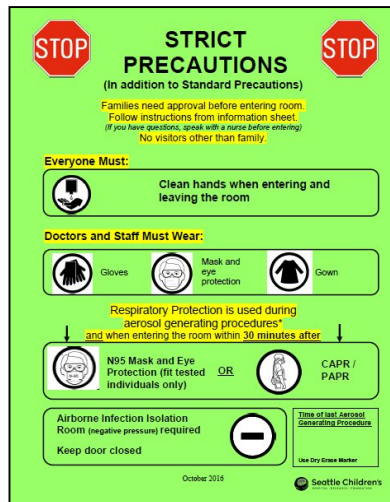 STOP
STRICT
PRECAUTIONS
STOP
(In addition to Standard Precautions)
Families need approval before entering room.
Follow instructions from information sheet.
(If you have questions, speak with a nurse before entering)
No visitors other than family.
Everyone Must:
Clean hands when entering and
leaving the room
Doctors and Staff Must Wear:
Gloves
Mask and
eye
protection
Gown
Respiratory Protection is used during
aerosol generating procedures*
and when entering the room within 30 minutes after
N95 Mask and Eye
Protection (fit tested
individuals only)
OR
CAPR /
PAPR
Airborne Infection Isolation
Room (negative pressure) required
Keep door closed
Time of last Aerosol
Generating Procedure
Use Dry Erase Marker
October 2016
Seattle Children's